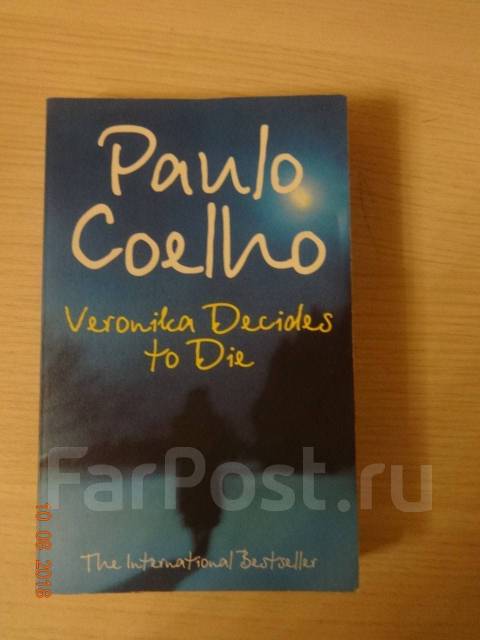 Paulo
Coelho
Veronika Decides
to Die
FarPost.ru
The International Bestseller
10.08.2016